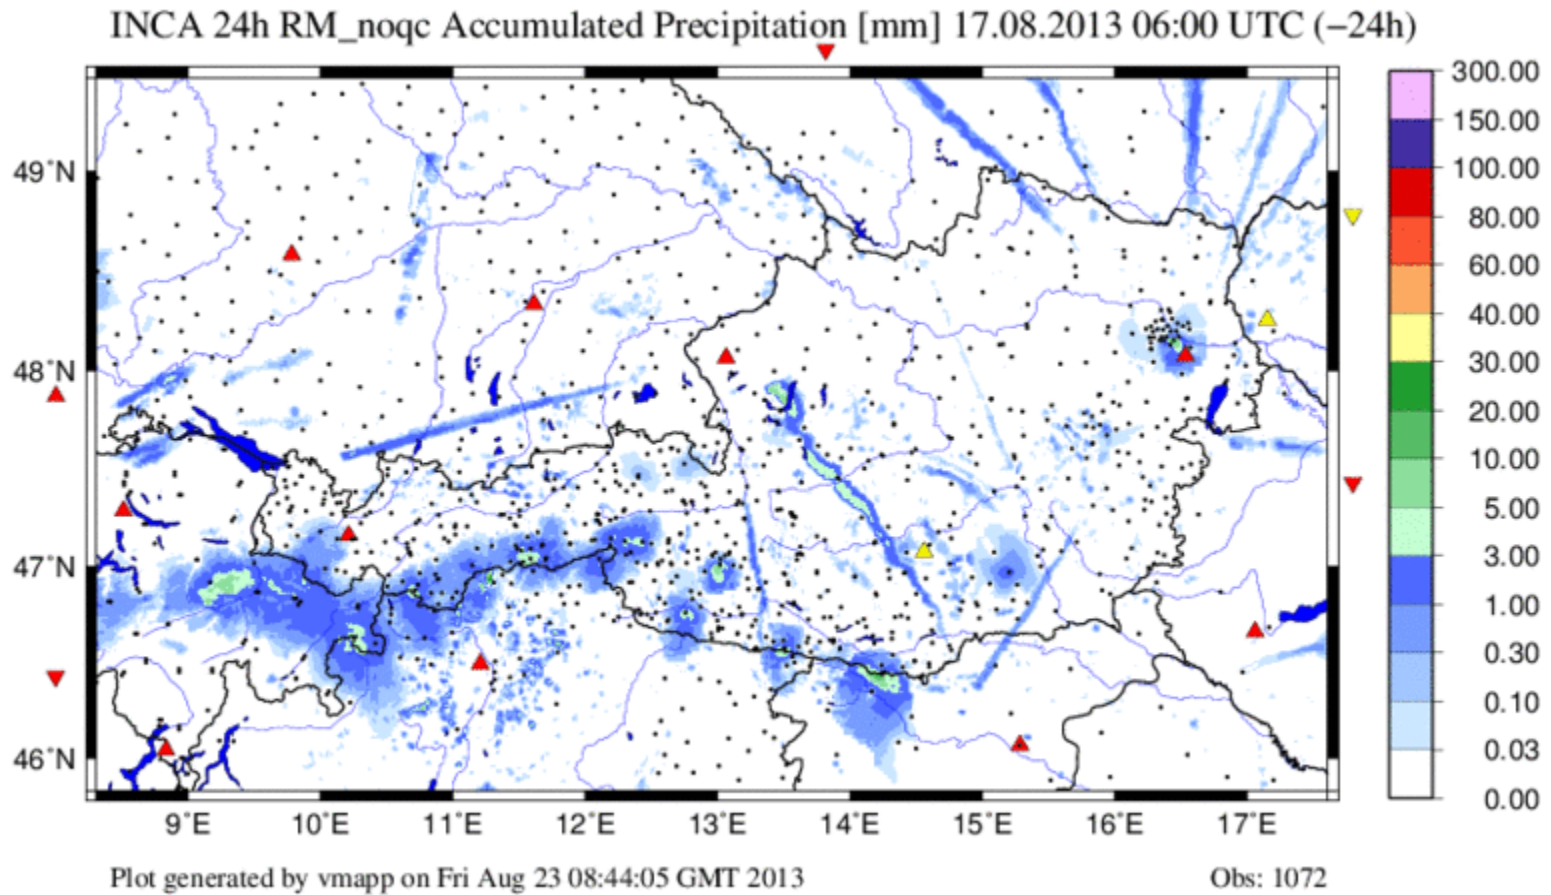 INCA 24h RM_noqc Accumulated Precipitation [mm] 17.08.2013 06:00 UTC (−24h)
300.00
150.00
100.00
80.00
60.00
40.00
30.00
20.00
10.00
5.00
3.00
1.00
0.30
0.10
0.03
0.00
49°N
48°N
47°N
46°N
9°E 10°E 11°E 12°E 13°E 14°E 15°E 16°E 17°E
Plot generated by vmapp on Fri Aug 23 08:44:05 GMT 2013 Obs: 1072